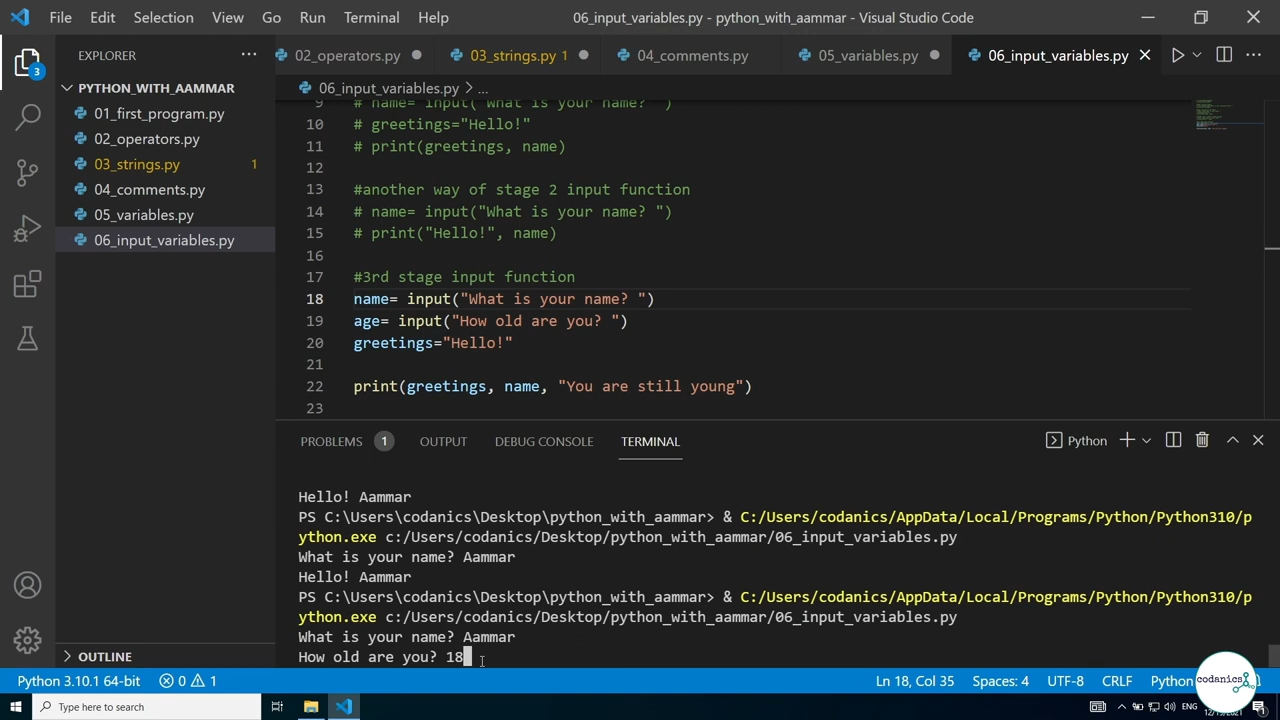 File Edit Selection View Go Run Terminal Help 06_input_variables.py - python_with_aammar - Visual Studio Code
EXPLORER ... 02_operators.py 03_strings.py 1 04_comments.py 05_variables.py 06_input_variables.py
3
PYTHON_WITH_AAMMAR
01_first_program.py
02_operators.py
03_strings.py 1
04_comments.py
05_variables.py
06_input_variables.py
06_input_variables.py > ...
9 # name= input("What is your name? ")
10 # greetings="Hello!"
11 # print(greetings, name)
12
13 #another way of stage 2 input function
14 # name= input("What is your name? ")
15 # print("Hello!", name)
16
17 #3rd stage input function
18 name= input("What is your name? ")
19 age= input("How old are you? ")
20 greetings="Hello!"
21
22 print(greetings, name, "You are still young")
23
PROBLEMS 1 OUTPUT DEBUG CONSOLE TERMINAL Python
Hello! Aammar
PS C:\Users\codanics\Desktop\python_with_aammar> & C:/Users/codanics/AppData/Local/Programs/Python/Python310/p
ython.exe c:/Users/codanics/Desktop/python_with_aammar/06_input_variables.py
What is your name? Aammar
Hello! Aammar
PS C:\Users\codanics\Desktop\python_with_aammar> & C:/Users/codanics/AppData/Local/Programs/Python/Python310/p
ython.exe c:/Users/codanics/Desktop/python_with_aammar/06_input_variables.py
What is your name? Aammar
How old are you? 18
OUTLINE
Python 3.10.1 64-bit 0 1 Ln 18, Col 35 Spaces: 4 UTF-8 CRLF Python
codanics
Type here to search ENG